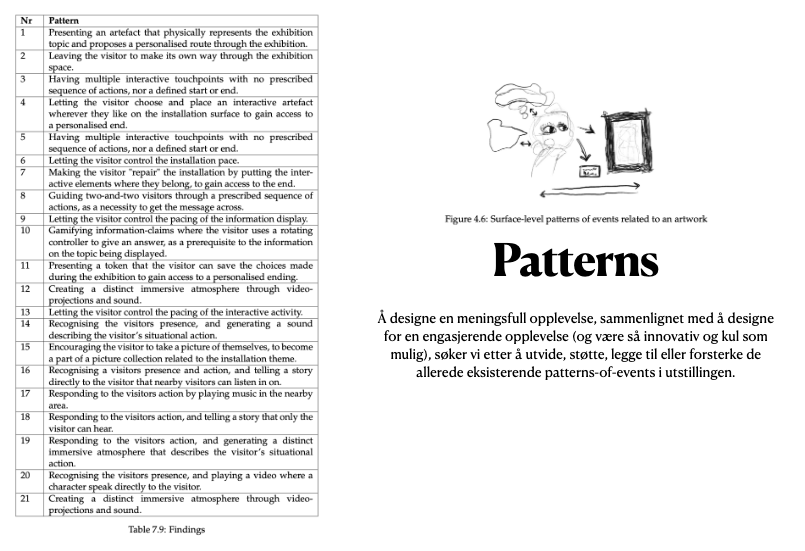 Nr Pattern
1 Presenting an artefact that physically represents the exhibition
topic and proposes a personalised route through the exhibition.
2 Leaving the visitor to make its own way through the exhibition
space.
3 Having multiple interactive touchpoints with no prescribed
sequence of actions, nor a defined start or end.
4 Letting the visitor choose and place an interactive artefact
wherever they like on the installation surface to gain access to
a personalised end.
5 Having multiple interactive touchpoints with no prescribed
sequence of actions, nor a defined start or end.
6 Letting the visitor control the installation pace.
7 Making the visitor "repair" the installation by putting the inter-
active elements where they belong, to gain access to the end.
8 Guiding two-and-two visitors through a prescribed sequence of
actions, as a necessity to get the message across.
9 Letting the visitor control the pacing of the information display.
10 Gamifying information-claims where the visitor uses a rotating
controller to give an answer, as a prerequisite to the information
on the topic being displayed.
11 Presenting a token that the visitor can save the choices made
during the exhibition to gain access to a personalised ending.
12 Creating a distinct immersive atmosphere through video-
projections and sound.
13 Letting the visitor control the pacing of the interactive activity.
14 Recognising the visitors presence, and generating a sound
describing the visitor's situational action.
15 Encouraging the visitor to take a picture of themselves, to become
a part of a picture collection related to the installation theme.
16 Recognising a visitors presence and action, and telling a story
directly to the visitor that nearby visitors can listen in on.
17 Responding to the visitors action by playing music in the nearby
area.
18 Responding to the visitors action, and telling a story that only the
visitor can hear.
19 Responding to the visitors action, and generating a distinct
immersive atmosphere that describes the visitor's situational
action.
20 Recognising the visitors presence, and playing a video where a
character speak directly to the visitor.
21 Creating a distinct immersive atmosphere through video-
projections and sound.
Table 7.9: Findings
Figure 4.6: Surface-level patterns of events related to an artwork
Patterns
Å designe en meningsfull opplevelse, sammenlignet med å designe
for en engasjerende opplevelse (og være så innovativ og kul som
mulig), søker vi etter å utvide, støtte, legge til eller forsterke de
allerede eksisterende patterns-of-events i utstillingen.